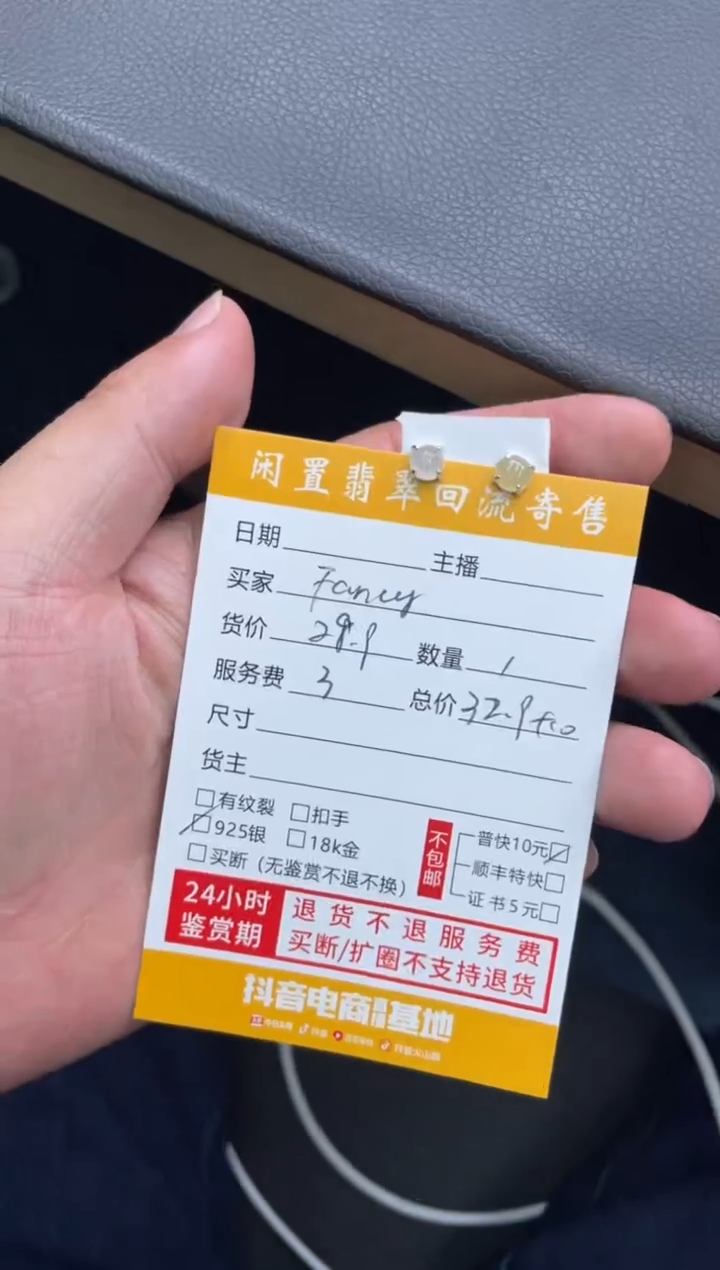 闲置翡翠回流寄售
日期 主播
买家 Fancy
货价 29.9 数量 1
服务费 3 总价 32.9
尺寸
货主
有纹裂 扣手
925银 18k金
买断（无鉴赏不退不换）
不包邮
普快10元
顺丰特快
证书5元
24小时
鉴赏期
退货不退服务费
买断/扩圈不支持退货
抖音电商 基地